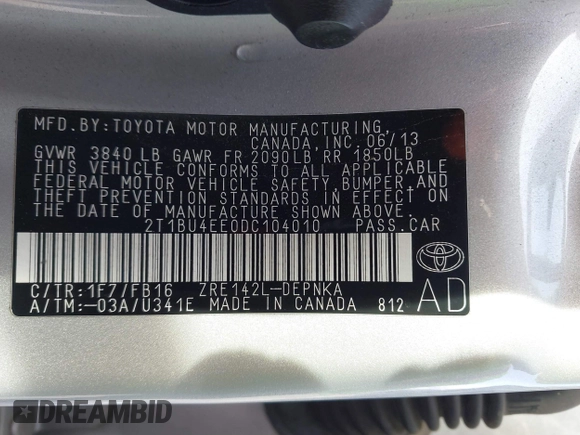 MFD. BY: TOYOTA MOTOR MANUFACTURING,
CANADA, INC. 06/13
GVWR 3840 LB GAWR FR 2090LB RR 1850LB
THIS VEHICLE CONFORMS TO ALL APPLICABLE
FEDERAL MOTOR VEHICLE SAFETY, BUMPER, AND
THEFT PREVENTION STANDARDS IN EFFECT ON
THE DATE OF MANUFACTURE SHOWN ABOVE.
2T1BU4EE0DC104010 PASS. CAR
C/TR: 1F7/FB16 ZRE142L-DEPNKA
A/TM: -03A/U341E MADE IN CANADA 812
AD
DREAMBID